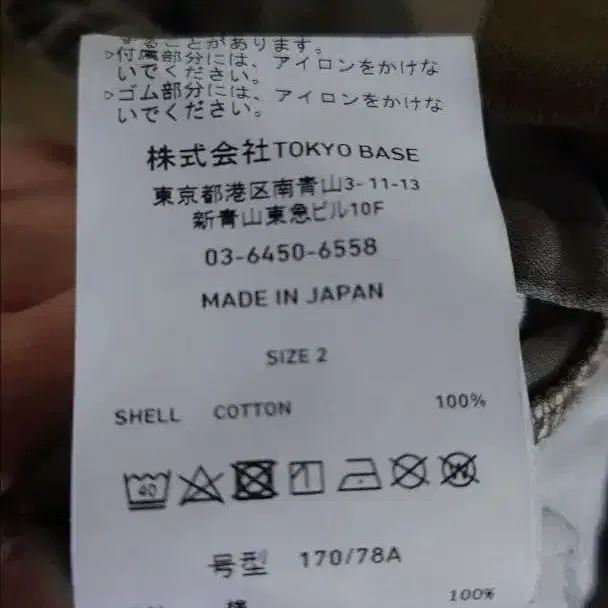 することがあります。
▷付属部分には、アイロンをかけな
いでください。
▷ゴム部分には、アイロンをかけな
いでください。
株式会社TOKYO BASE
東京都港区南青山3-11-13
新青山東急ビル10F
03-6450-6558
MADE IN JAPAN
SIZE 2
SHELL COTTON 100%
40
号型 170/78A
100%